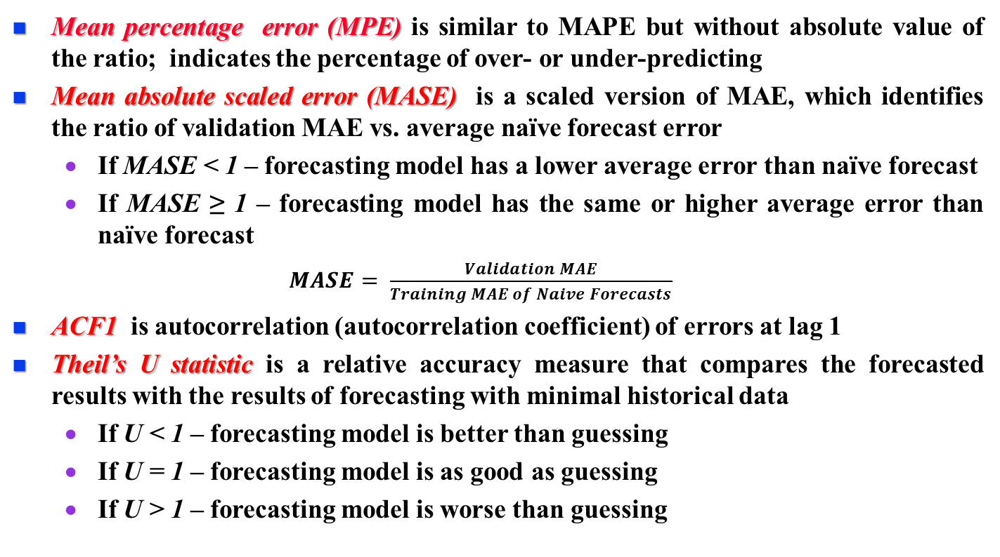 ■ Mean percentage error (MPE) is similar to MAPE but without absolute value of
the ratio; indicates the percentage of over- or under-predicting
■ Mean absolute scaled error (MASE) is a scaled version of MAE, which identifies
the ratio of validation MAE vs. average naïve forecast error
• If MASE < 1 – forecasting model has a lower average error than naïve forecast
• If MASE ≥ 1 – forecasting model has the same or higher average error than
naïve forecast
MASE = Validation MAE / Training MAE of Naive Forecasts
■ ACF1 is autocorrelation (autocorrelation coefficient) of errors at lag 1
■ Theil’s U statistic is a relative accuracy measure that compares the forecasted
results with the results of forecasting with minimal historical data
• If U < 1 – forecasting model is better than guessing
• If U = 1 – forecasting model is as good as guessing
• If U > 1 – forecasting model is worse than guessing